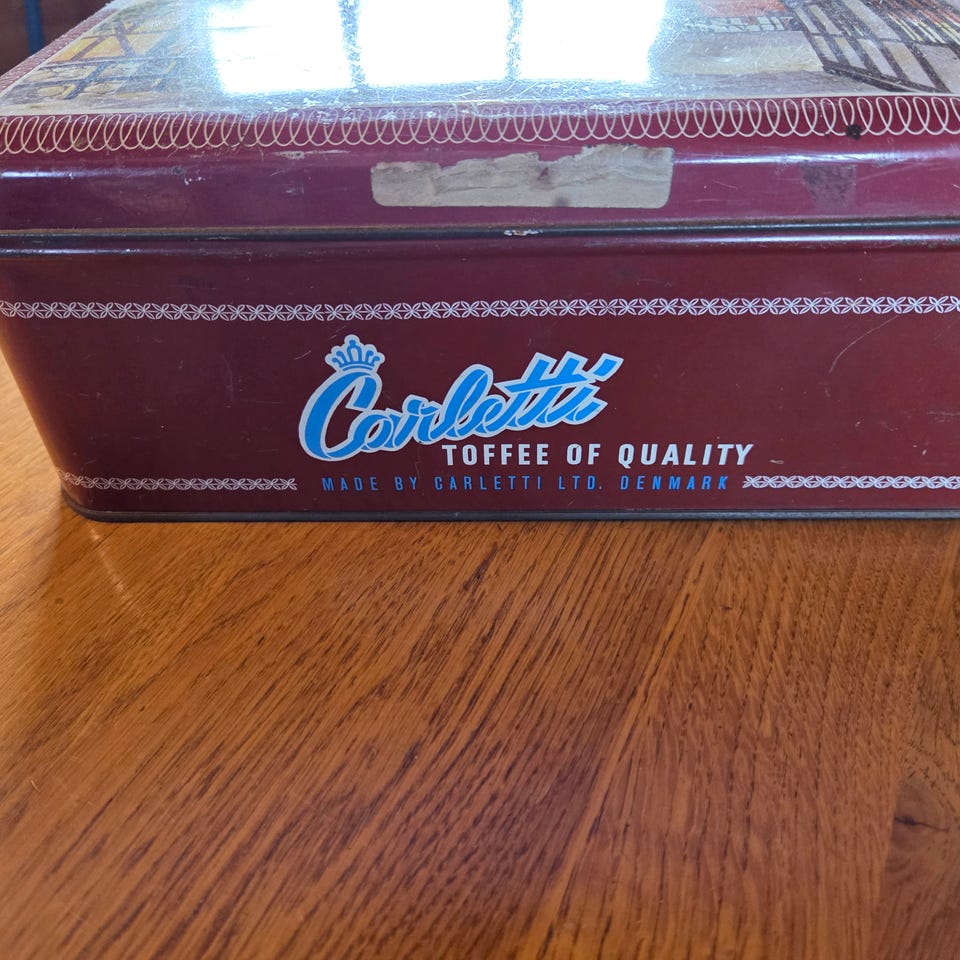 Carletti
TOFFEE OF QUALITY
MADE BY CARLETTI LTD. DENMARK